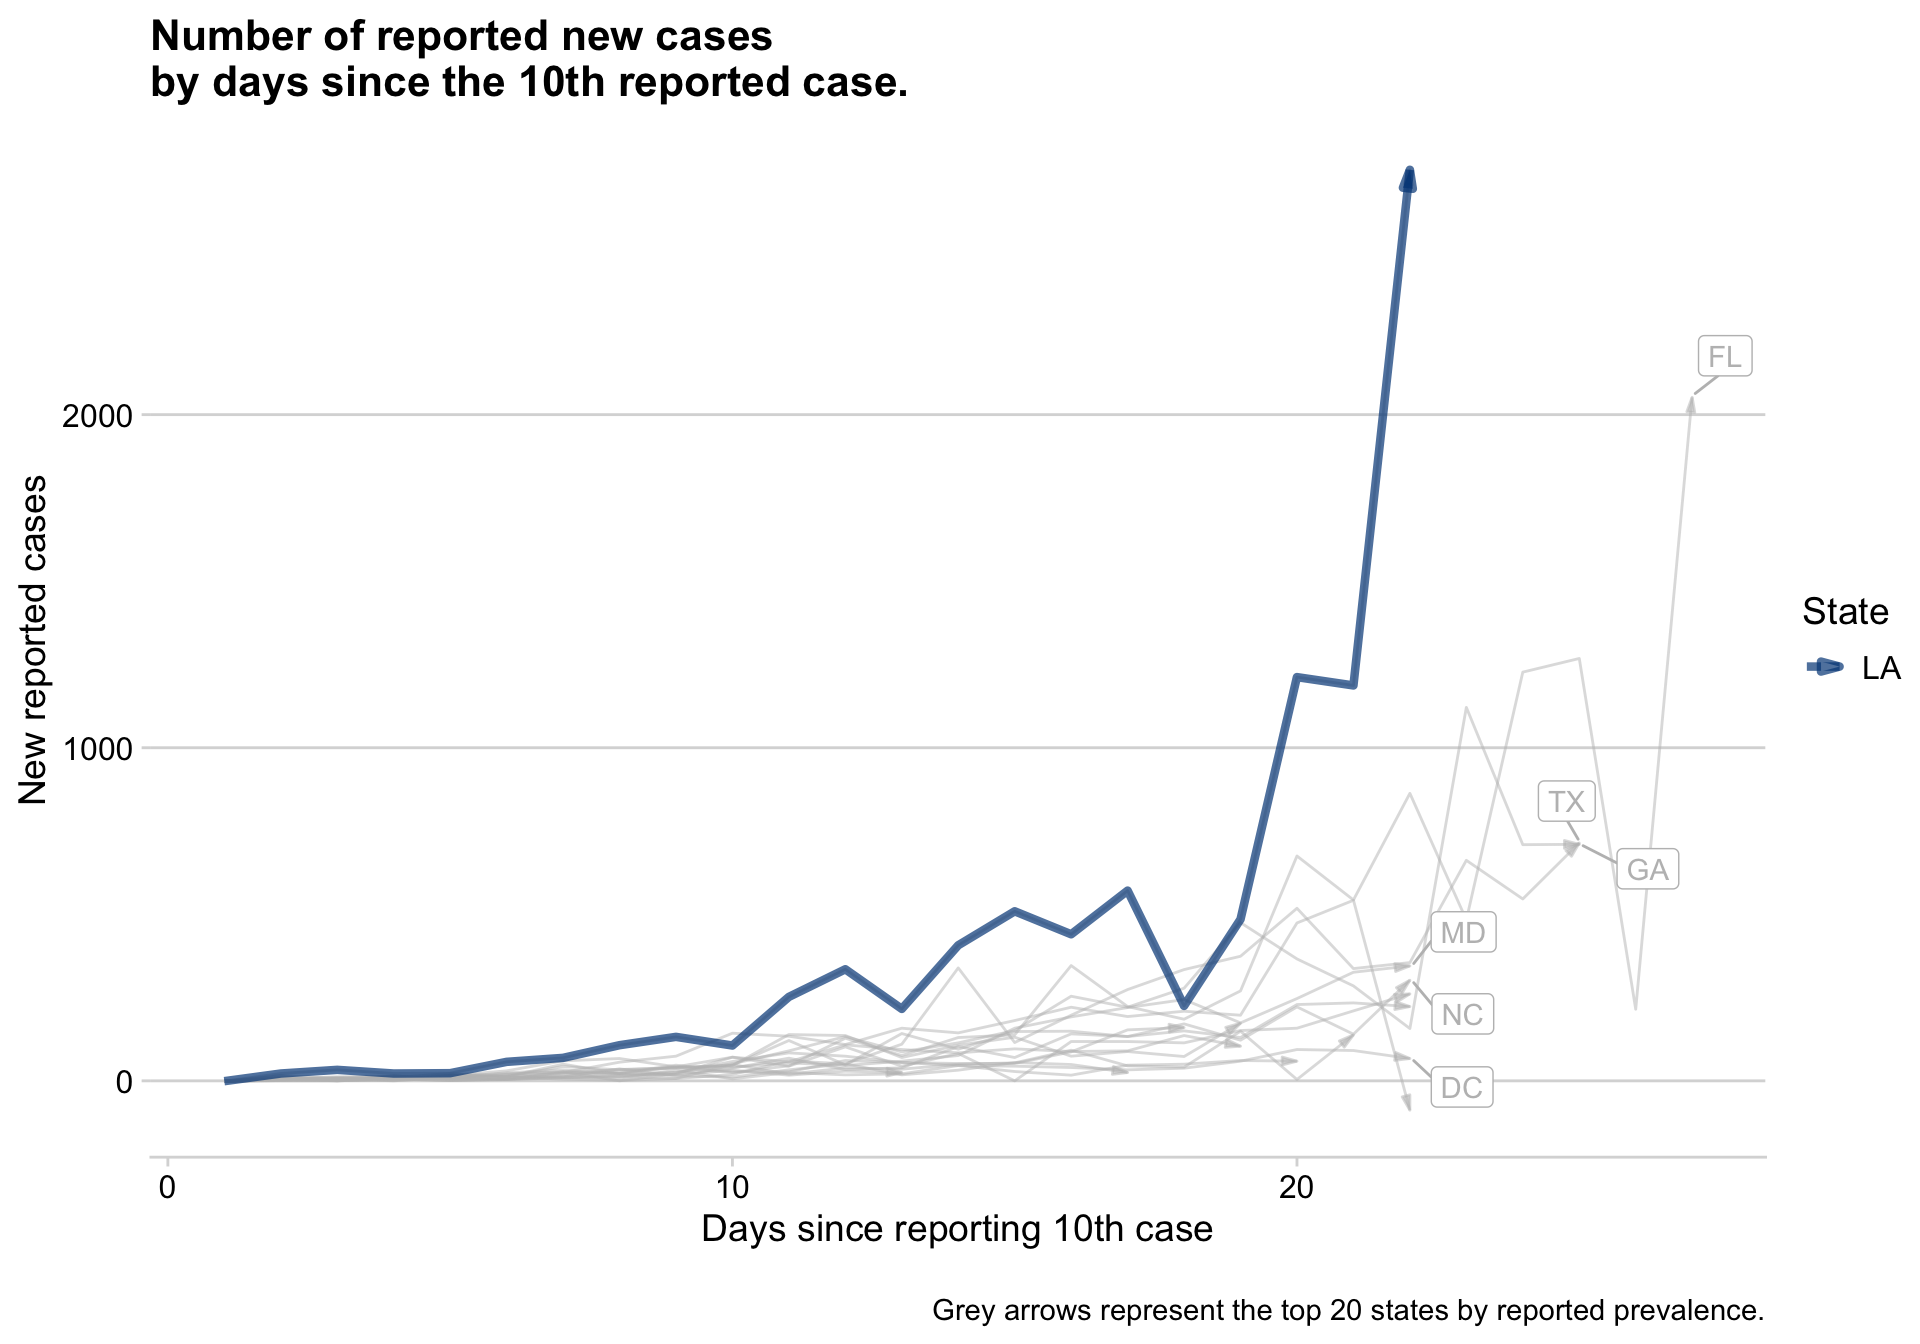 Number of reported new cases
by days since the 10th reported case.
New reported cases
2000
1000
0
FL
TX
GA
MD
NC
DC
State
LA
0
10
20
Days since reporting 10th case
Grey arrows represent the top 20 states by reported prevalence.